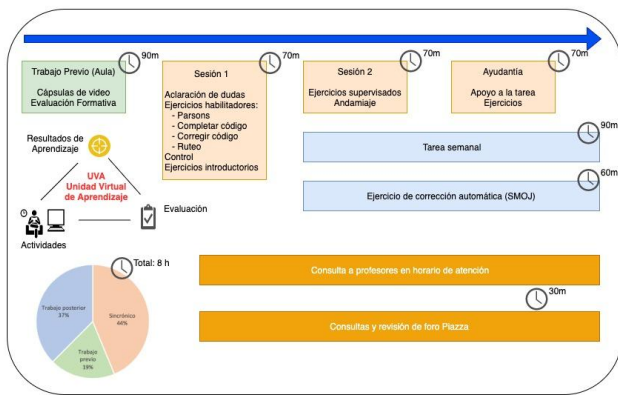 90m
70m
70m
70m
Trabajo Previo (Aula)
Cápsulas de video
Evaluación Formativa
Sesión 1
Aclaración de dudas
Ejercicios habilitadores:
- Parsons
- Completar código
- Corregir código
- Ruteo
Control
Ejercicios introductorios
Sesión 2
Ejercicios supervisados
Andamiaje
Ayudantía
Apoyo a la tarea
Ejercicios
90m
Tarea semanal
60m
Ejercicio de corrección automática (SMOJ)
Resultados de
Aprendizaje
UVA
Unidad Virtual
de Aprendizaje
Evaluación
Actividades
Total: 8 h
Trabajo posterior
37%
Sincrónico
44%
Trabajo
previo
19%
Consulta a profesores en horario de atención
30m
Consultas y revisión de foro Piazza